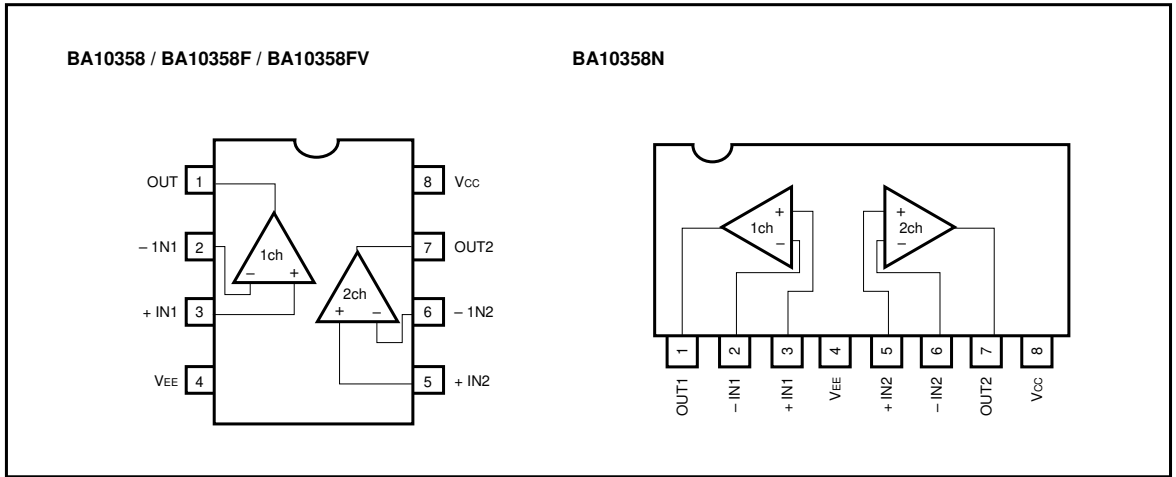 BA10358 / BA10358F / BA10358FV
OUT 1
8 VCC
1ch
– 1N1 2
7 OUT2
– +
2ch
+ IN1 3
6 – 1N2
+ –
VEE 4
5 + IN2
BA10358N
+
1ch
–
+
2ch
–
1 2 3 4 5 6 7 8
OUT1
– IN1
+ IN1
VEE
+ IN2
– IN2
OUT2
VCC